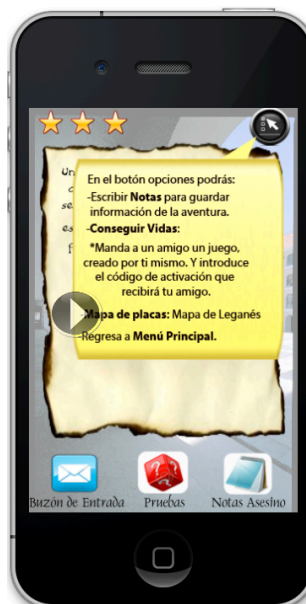 En el botón opciones podrás:
-Escribir Notas para guardar
información de la aventura.
-Conseguir Vidas:
*Manda a un amigo un juego,
creado por ti mismo. Y introduce
el código de activación que
recibirá tu amigo.
-Mapa de placas: Mapa de Leganés
-Regresa a Menú Principal.
Buzón de Entrada
Pruebas
Notas Asesino